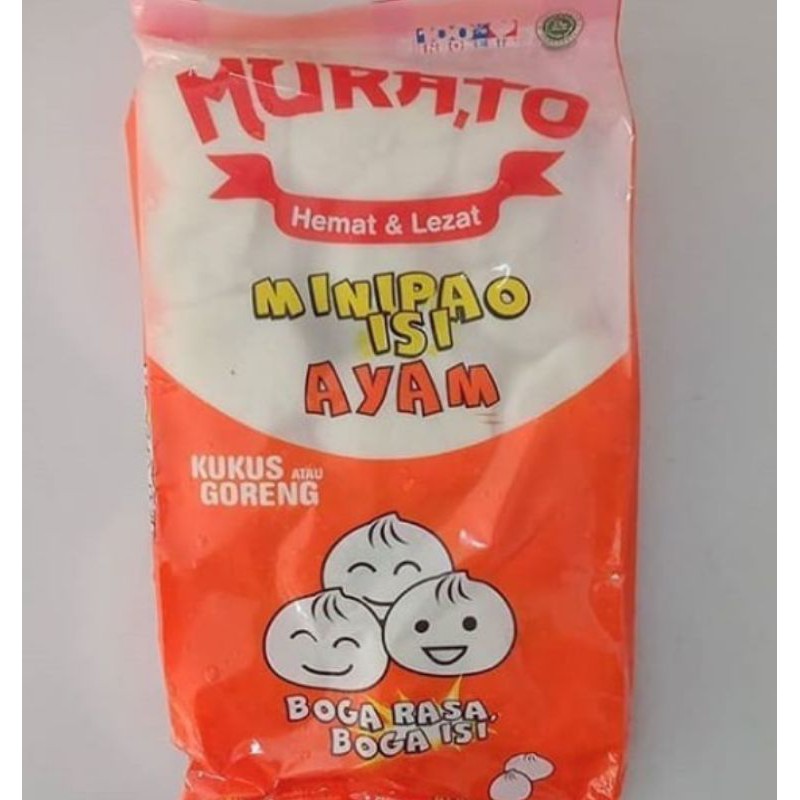 MURATO
Hemat & Lezat
MINIPAO
ISI
AYAM
KUKUS ATAU
GORENG
BOGA RASA,
BOGA ISI